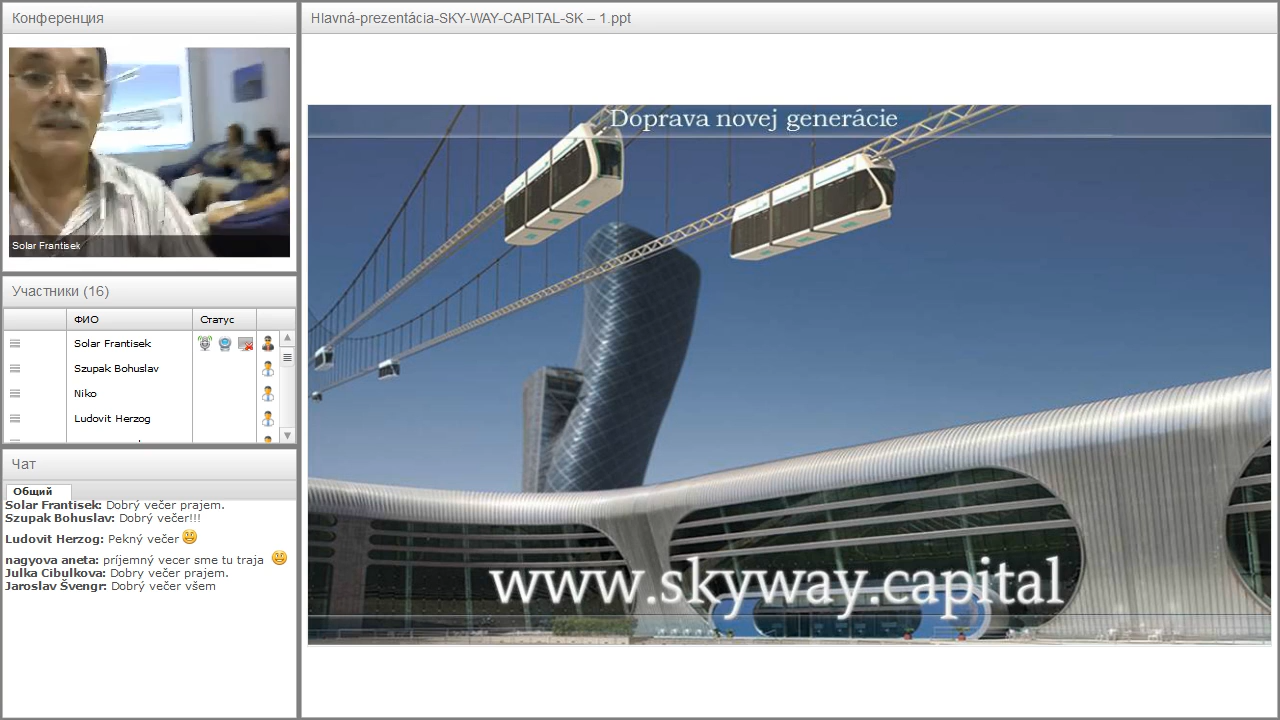 Конференция
Solar Frantisek
Участники (16)
ФИО
Статус
Solar Frantisek
Szupak Bohuslav
Niko
Ludovit Herzog
Чат
Общий
Solar Frantisek: Dobrý večer prajem.
Szupak Bohuslav: Dobrý večer!!!
Ludovit Herzog: Pekný večer
nagyova aneta: príjemný vecer sme tu traja
Julka Cibulkova: Dobry večer prajem.
Jaroslav Švengr: Dobrý večer všem
Hlavná-prezentácia-SKY-WAY-CAPITAL-SK – 1.ppt
Doprava novej generácie
www.skyway.capital